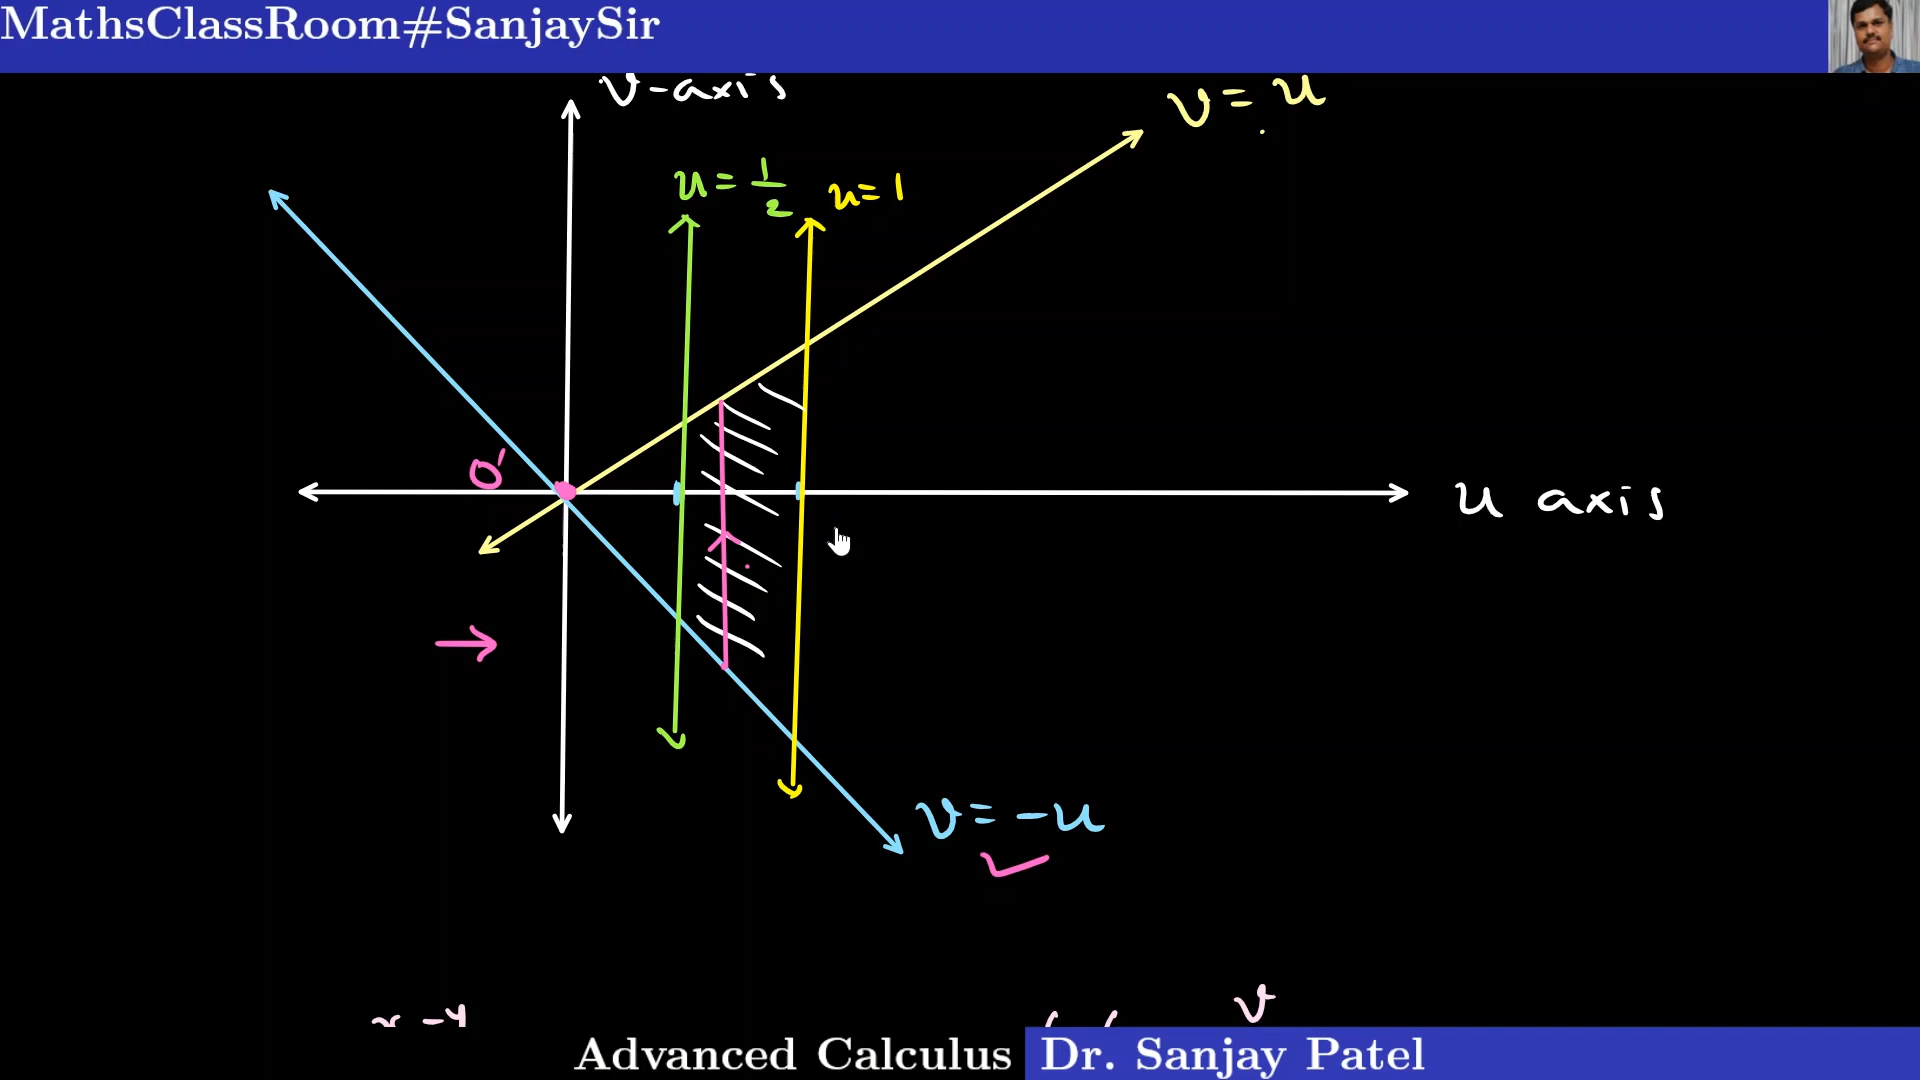 MathsClassRoom#SanjaySir
v-axis
v = u
u = 1/2
u=1
O'
u axis
v = -u
x-y
v
Advanced Calculus Dr. Sanjay Patel